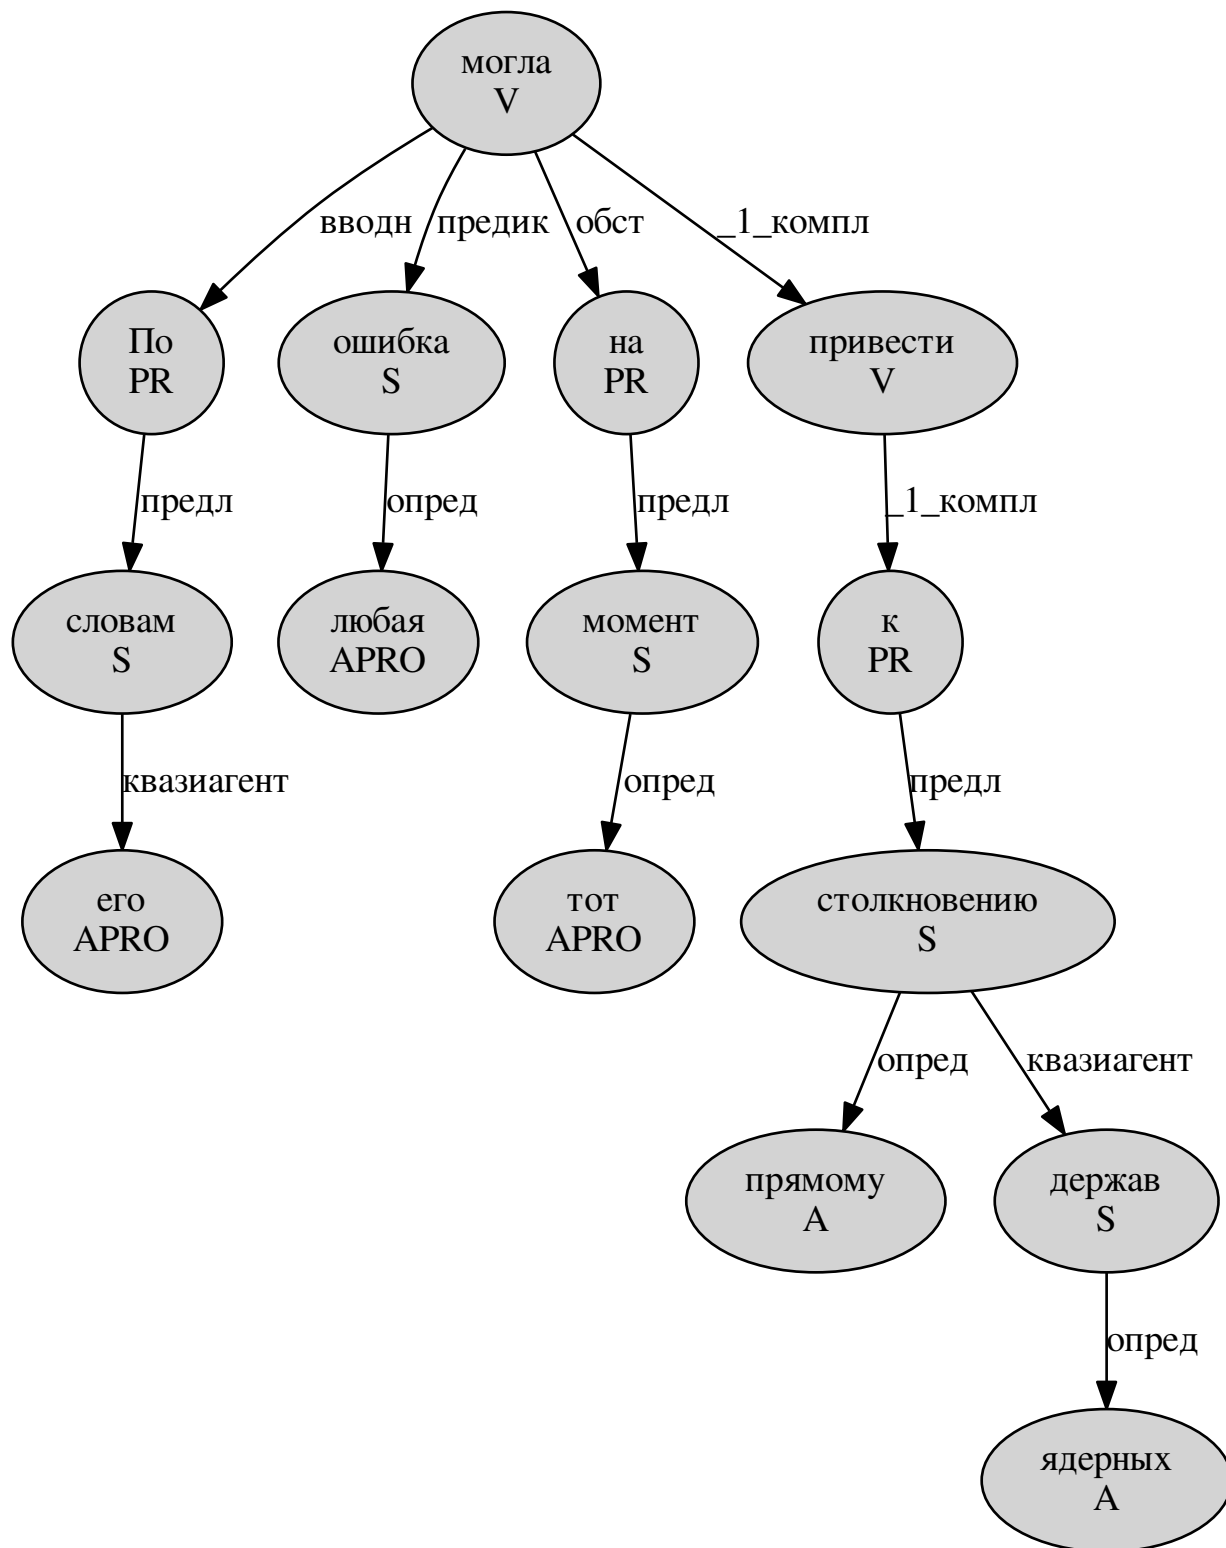 могла
V
вводн
предик
обст
_1_компл
По
PR
ошибка
S
на
PR
привести
V
предл
опред
предл
_1_компл
словам
S
любая
APRO
момент
S
к
PR
квазиагент
опред
предл
его
APRO
тот
APRO
столкновению
S
опред
квазиагент
прямому
A
держав
S
опред
ядерных
A